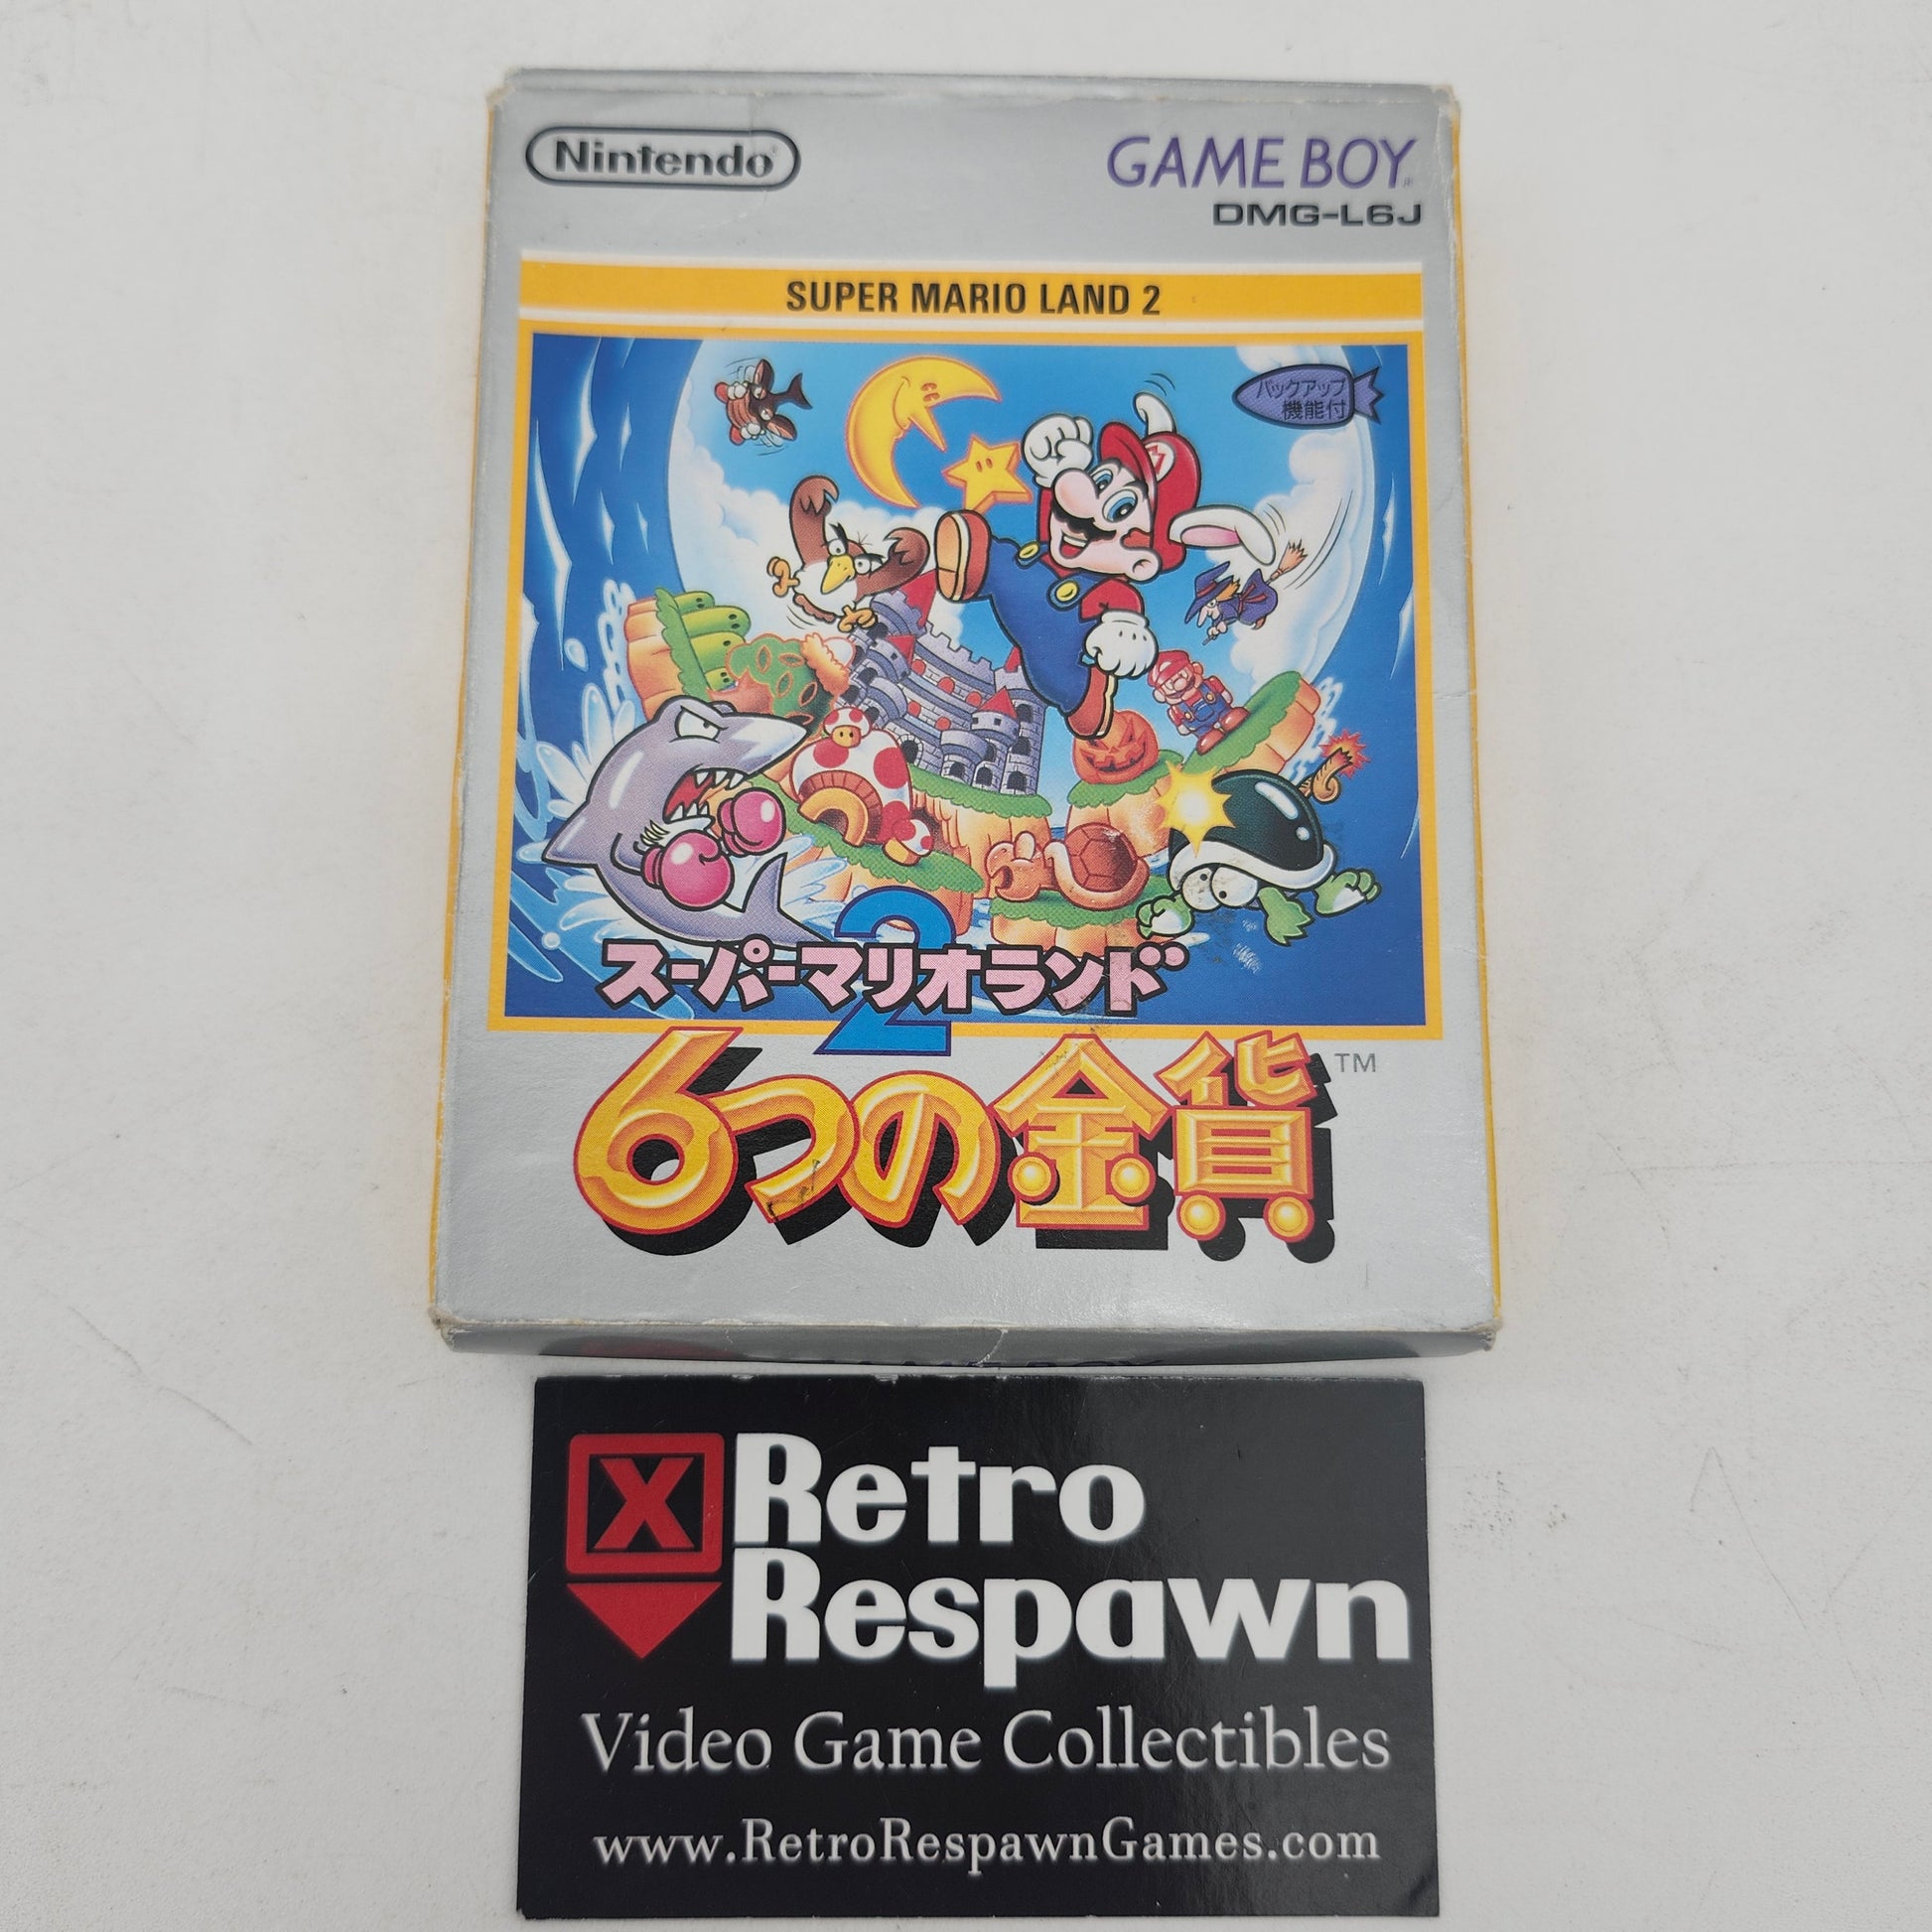 Nintendo
GAME BOY
DMG-L6J
SUPER MARIO LAND 2
バックアップ
機能付
スーパーマリオランド
2
6つの金貨
TM
X
Retro
Respawn
Video Game Collectibles
www.RetroRespawnGames.com